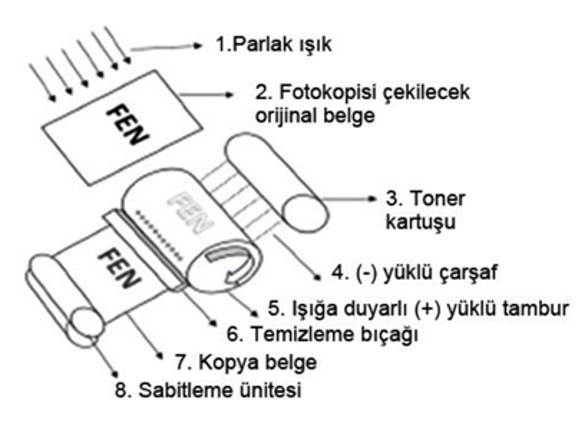 1.Parlak ışık
FEN
2. Fotokopisi çekilecek
orijinal belge
FEN
3. Toner
kartuşu
4. (-) yüklü çarşaf
FEN
5. Işığa duyarlı (+) yüklü tambur
6. Temizleme bıçağı
7. Kopya belge
8. Sabitleme ünitesi